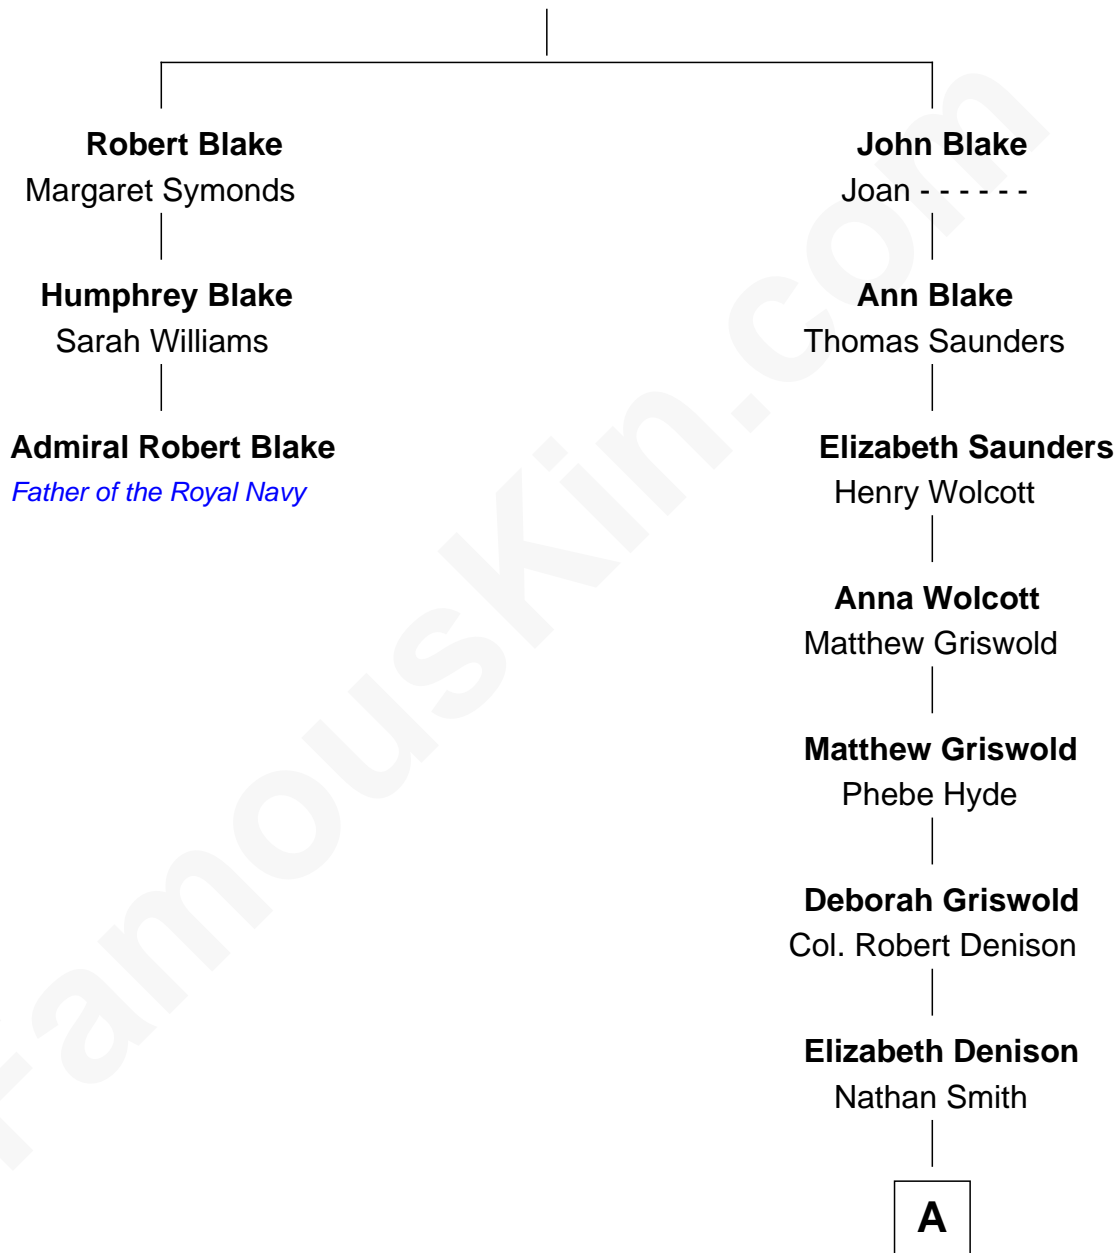 Robert Blake
Margaret Symonds
Humphrey Blake
Sarah Williams
Admiral Robert Blake
Father of the Royal Navy
John Blake
Joan - - - - - -
Ann Blake
Thomas Saunders
Elizabeth Saunders
Henry Wolcott
Anna Wolcott
Matthew Griswold
Matthew Griswold
Phebe Hyde
Deborah Griswold
Col. Robert Denison
Elizabeth Denison
Nathan Smith
A
FamousKin.com